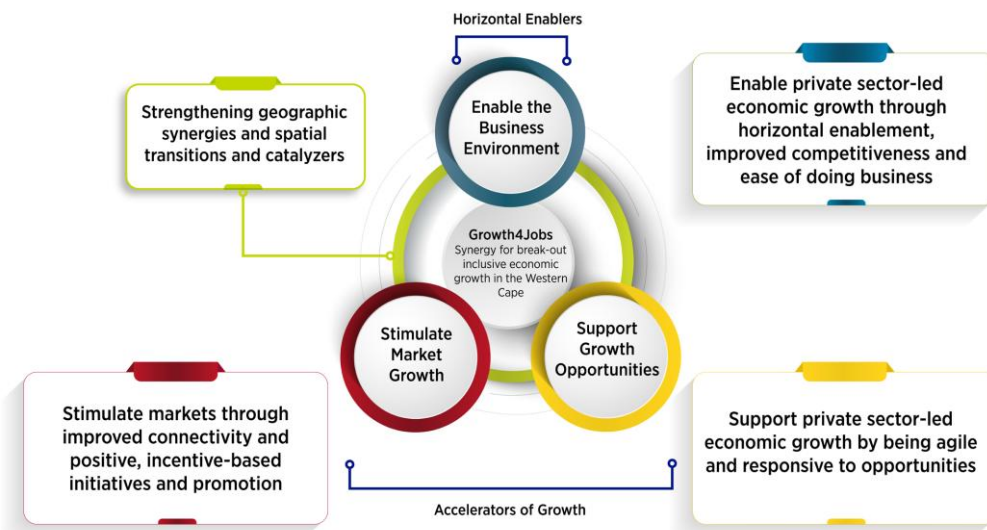 Horizontal Enablers
Enable the
Business
Environment
Strengthening geographic
synergies and spatial
transitions and catalyzers
Enable private sector-led
economic growth through
horizontal enablement,
improved competitiveness and
ease of doing business
Growth4Jobs
Synergy for break-out
inclusive economic
growth in the Western
Cape
Stimulate
Market
Growth
Support
Growth
Opportunities
Stimulate markets through
improved connectivity and
positive, incentive-based
initiatives and promotion
Support private sector-led
economic growth by being agile
and responsive to opportunities
Accelerators of Growth